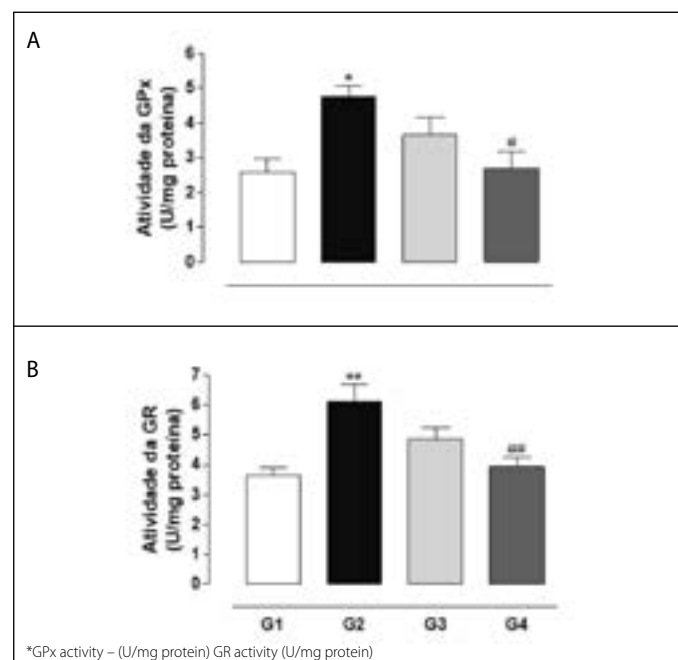 A
Atividade da GPx
(U/mg proteína)
6
5
4
3
2
1
0
*
#
B
Atividade da GR
(U/mg proteína)
7
6
5
4
3
2
1
0
**
##
G1 G2 G3 G4
*GPx activity – (U/mg protein) GR activity (U/mg protein)